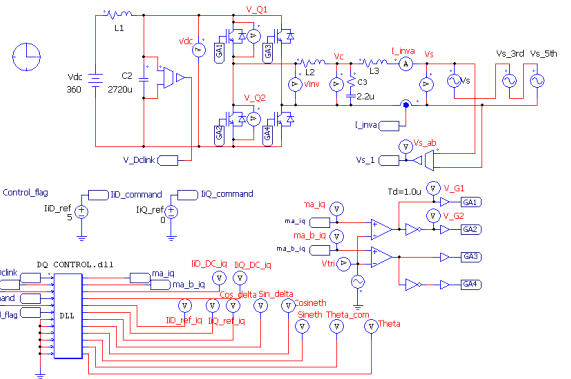 V_Q1
L1
Vdc
GA1
GA3
Vdc
360
C2
2720u
L2
Vc
L3
I_inva
Vs
Vs_3rd
Vs_5th
Vinv
C3
2.2u
Vs
V_Q2
GA2
GA4
I_inva
V_Dclink
Vs_1
Vs_ab
Control_flag
IiD_command
IiQ_command
IiD_ref
5
IiQ_ref
0
ma_iq
Td=1.0u
V_G1
GA1
ma_iq
V_G2
GA2
ma_b_iq
ma_b_iq
Vtri
GA3
GA4
DQ CONTROL.dll
IiD_DC_iq
IiQ_DC_iq
ma_iq
ma_b_iq
Cos_delta
Sin_delta
Cosineth
DLL
IiD_ref_iq
IiQ_ref_iq
Sineth
Theta_com
Theta